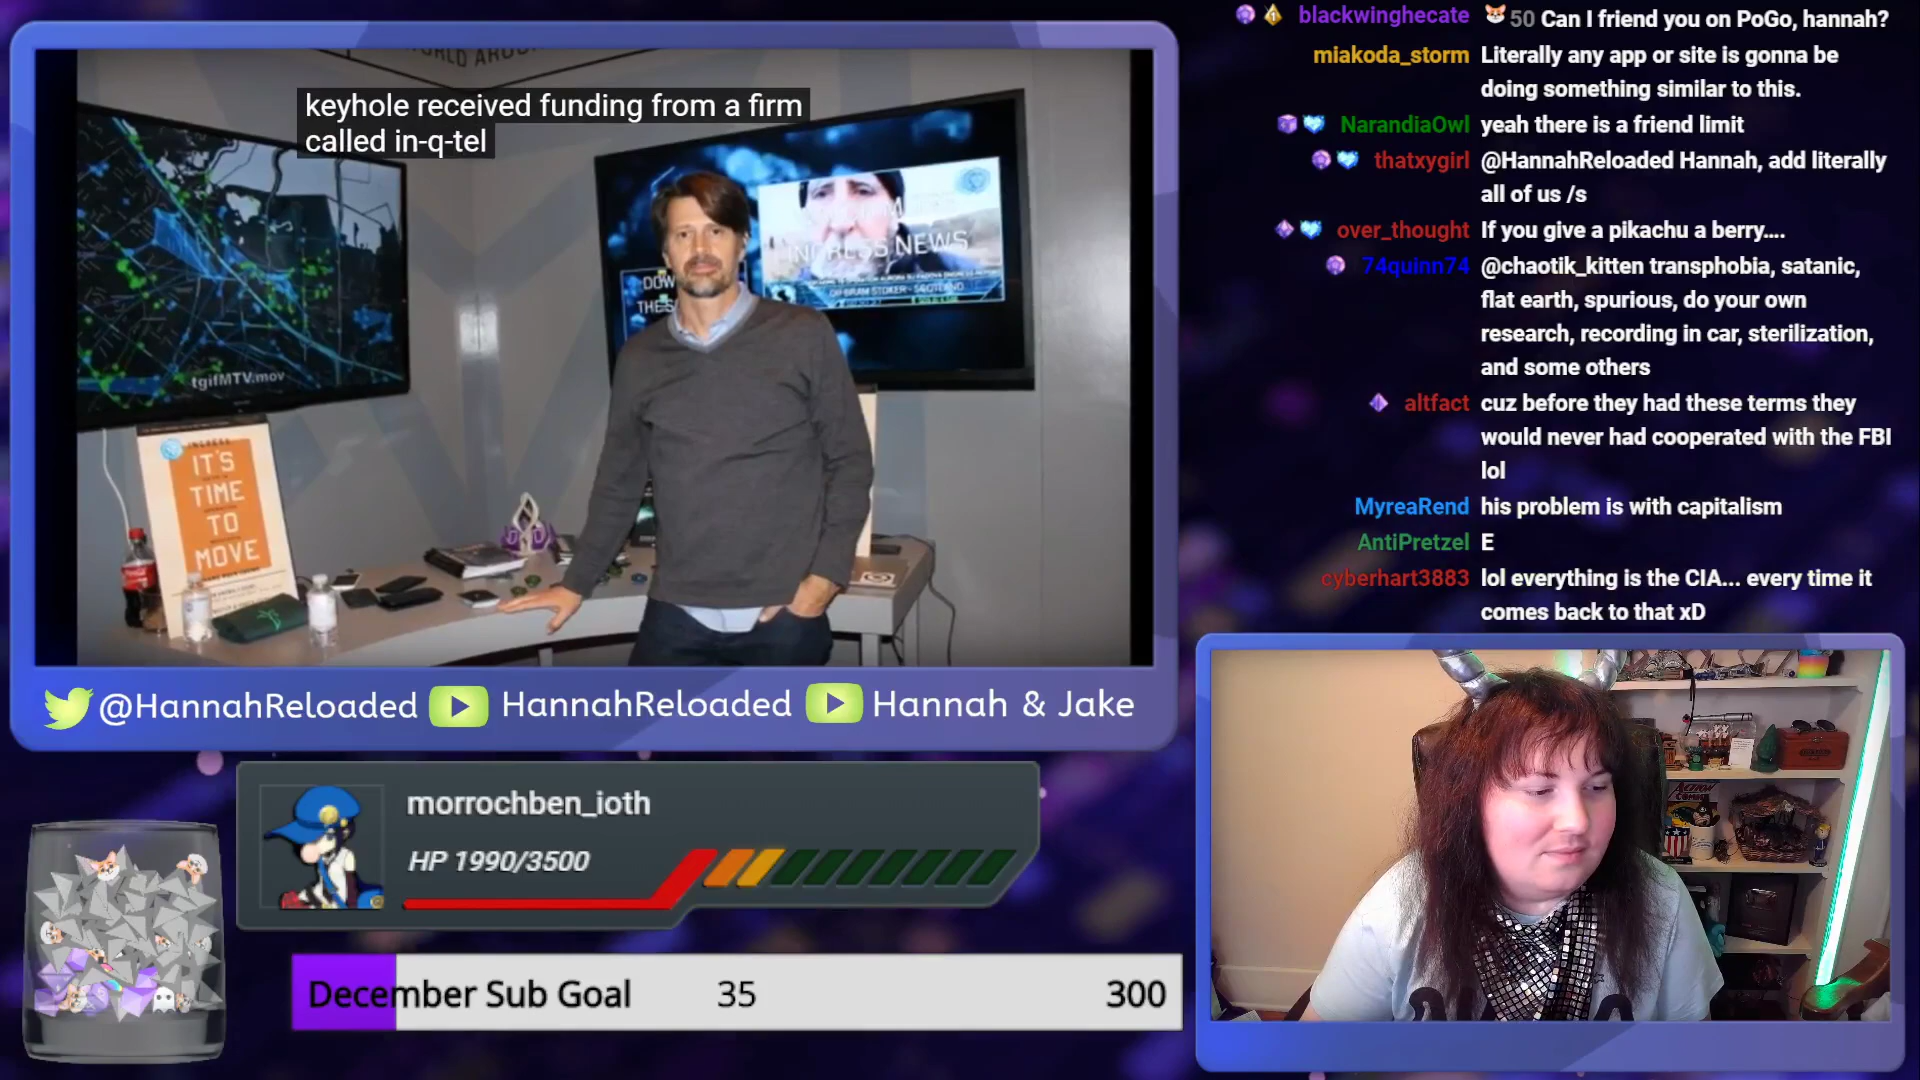 keyhole received funding from a firm
called in-q-tel
tgifMTV.mov
INGRESS NEWS
DOW
THE S
IT'S
TIME
TO
MOVE
@HannahReloaded HannahReloaded Hannah & Jake
morrochben_ioth
HP 1990/3500
December Sub Goal 35 300
blackwinghecate 50 Can I friend you on PoGo, hannah?
miakoda_storm Literally any app or site is gonna be
doing something similar to this.
NarandiaOwl yeah there is a friend limit
thatxygirl @HannahReloaded Hannah, add literally
all of us /s
over_thought If you give a pikachu a berry....
74quinn74 @chaotik_kitten transphobia, satanic,
flat earth, spurious, do your own
research, recording in car, sterilization,
and some others
altfact cuz before they had these terms they
would never had cooperated with the FBI
lol
MyreaRend his problem is with capitalism
AntiPretzel E
cyberhart3883 lol everything is the CIA... every time it
comes back to that xD
ACTION
COMICS